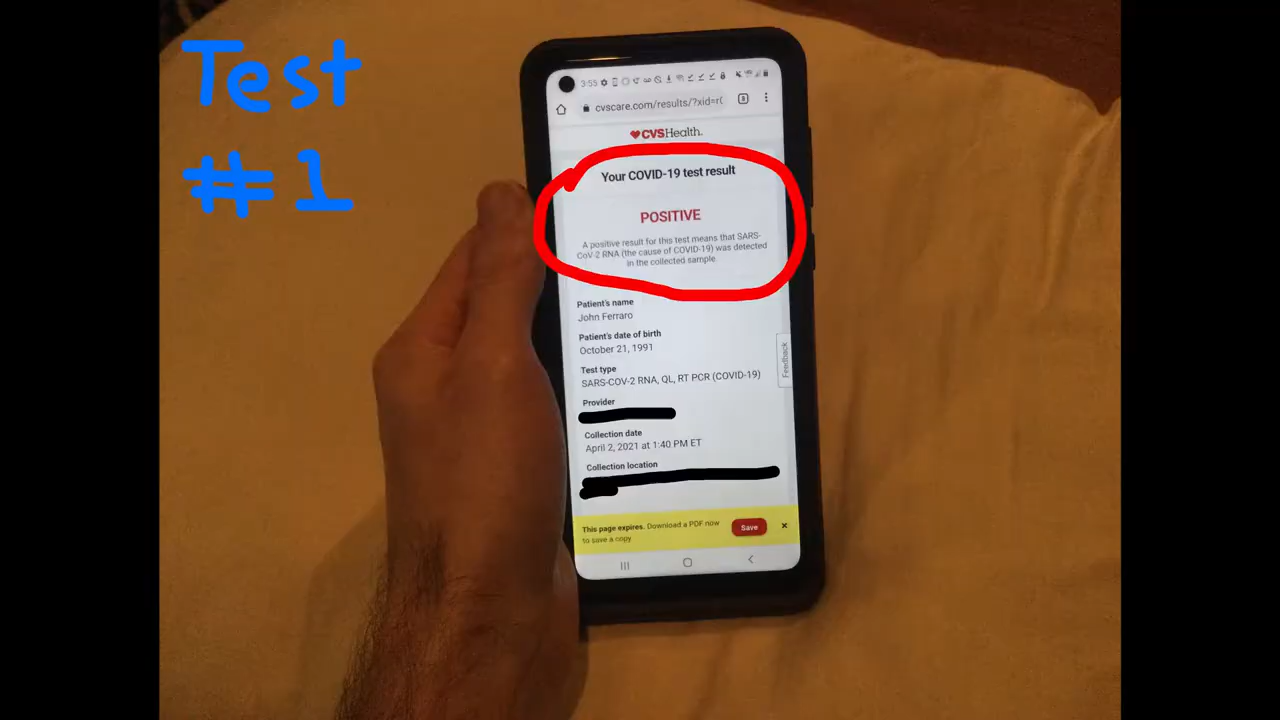 Test
#1
3:55
cvscare.com/results/?xid=r(
3
CVSHealth.
Your COVID-19 test result
POSITIVE
A positive result for this test means that SARS-
CoV-2 RNA (the cause of COVID-19) was detected
in the collected sample.
Patient's name
John Ferraro
Patient's date of birth
October 21, 1991
Feedback
Test type
SARS-COV-2 RNA, QL, RT PCR (COVID-19)
Provider
Collection date
April 2, 2021 at 1:40 PM ET
Collection location
This page expires. Download a PDF now
to save a copy
Save